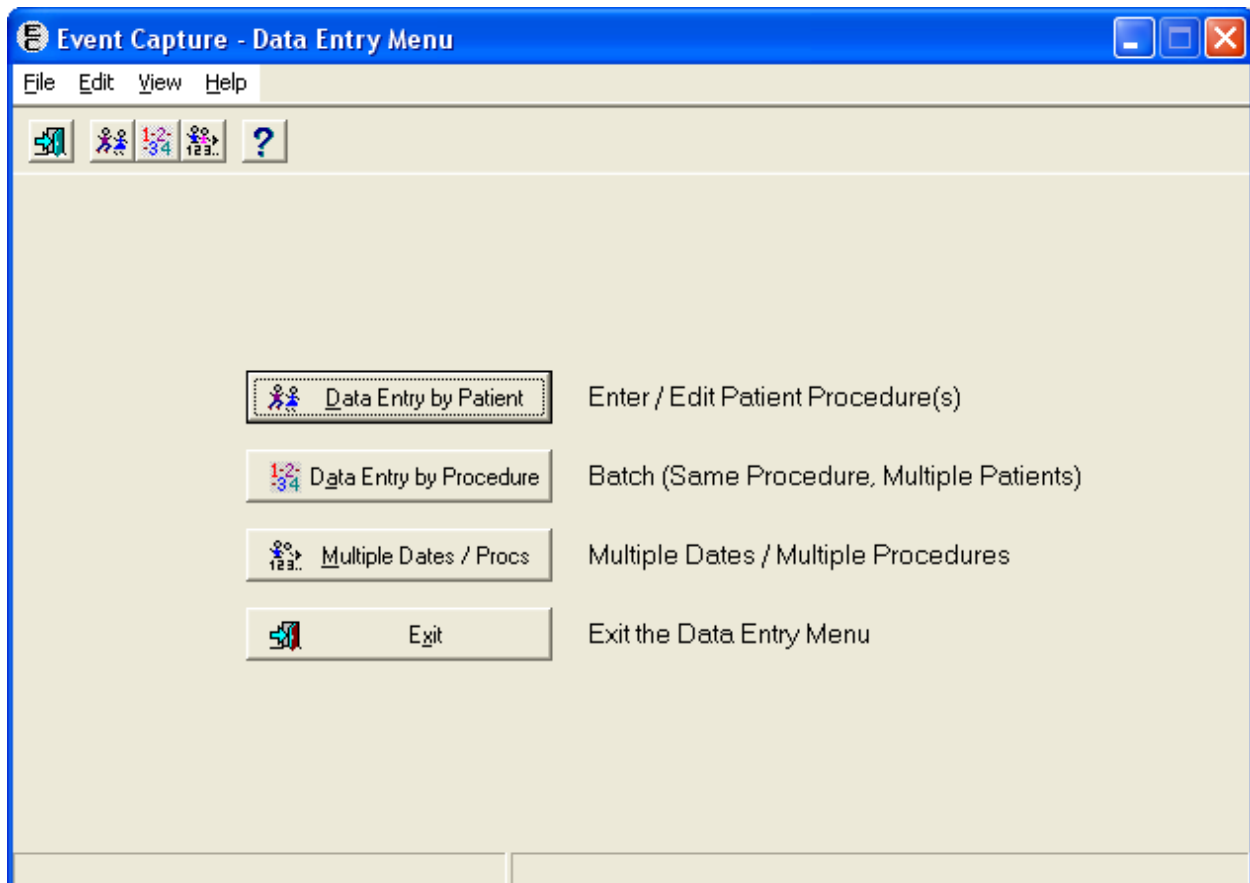 Event Capture - Data Entry Menu
File Edit View Help
Data Entry by Patient Enter / Edit Patient Procedure(s)
Data Entry by Procedure Batch (Same Procedure, Multiple Patients)
Multiple Dates / Procs Multiple Dates / Multiple Procedures
Exit Exit the Data Entry Menu